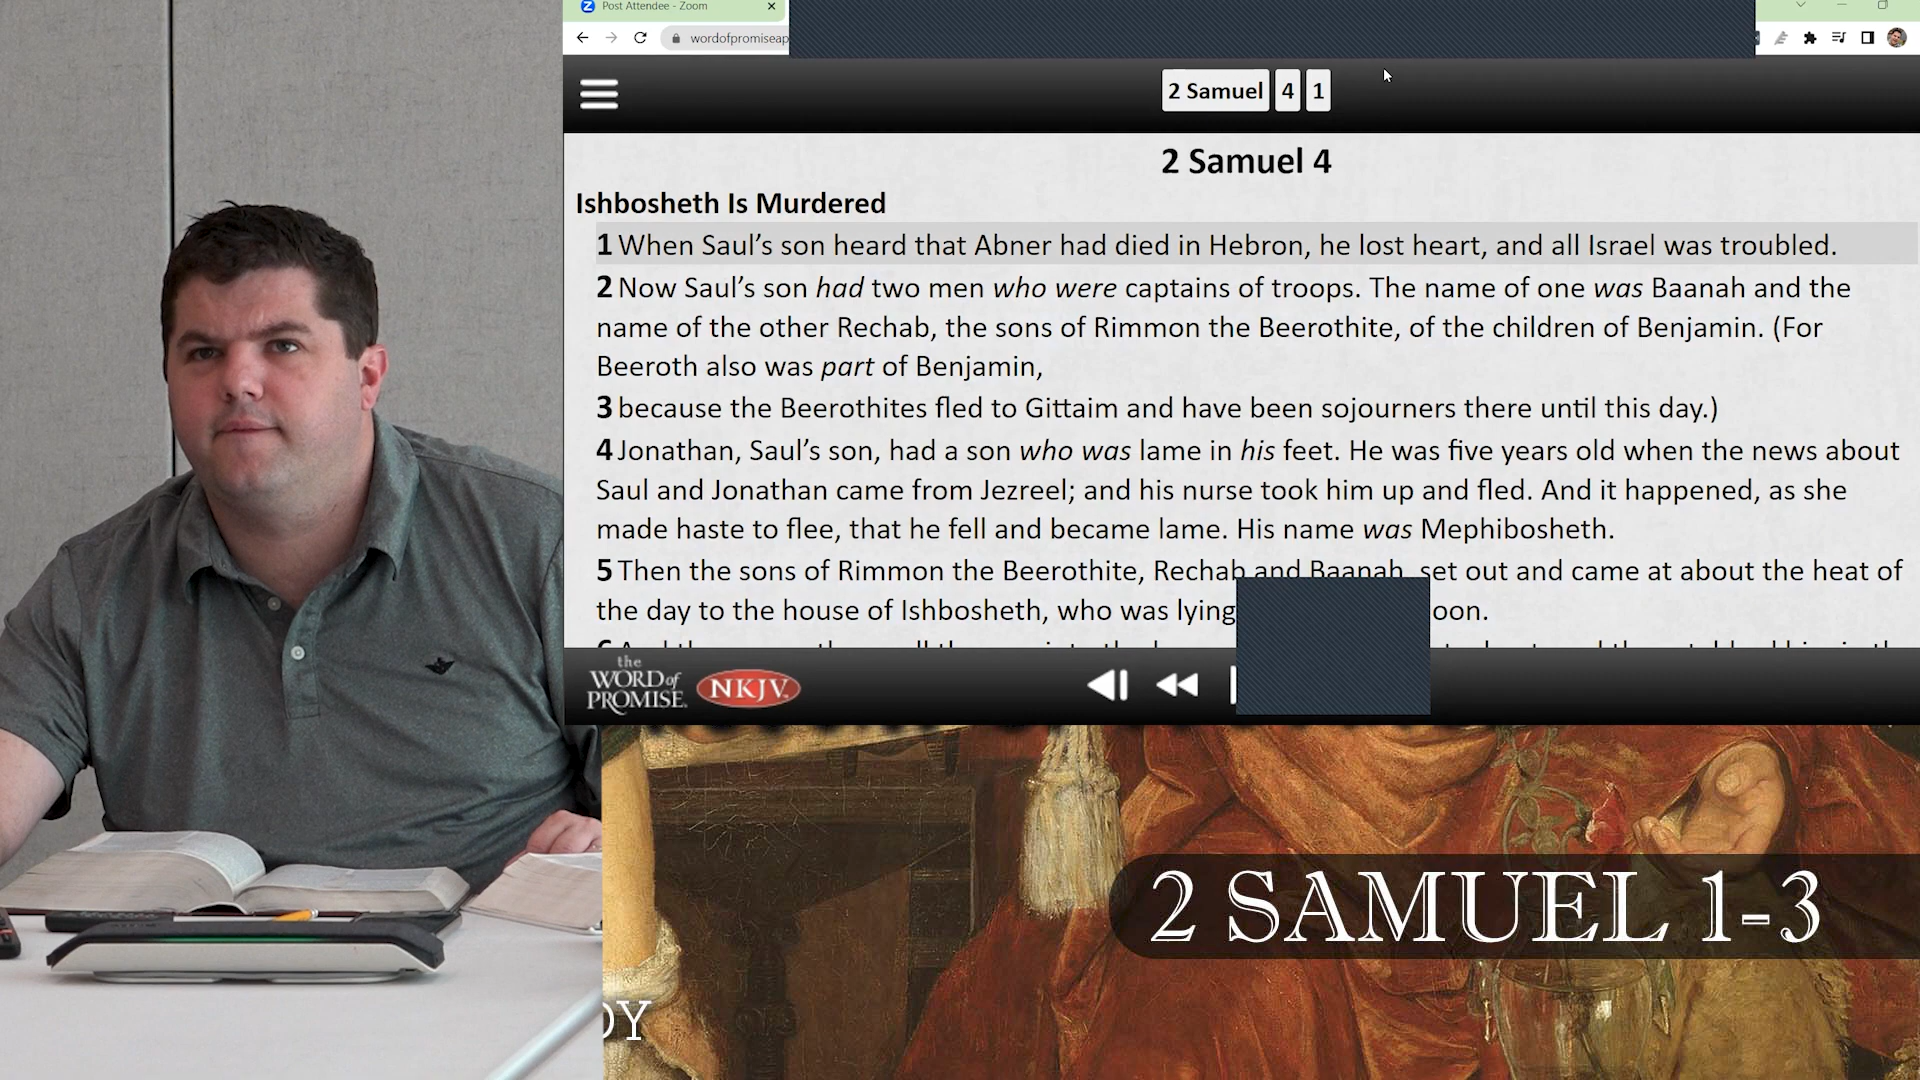 Post Attendee - Zoom
wordofpromiseap
2 Samuel 4 1
2 Samuel 4
Ishbosheth Is Murdered
1 When Saul’s son heard that Abner had died in Hebron, he lost heart, and all Israel was troubled.
2 Now Saul’s son had two men who were captains of troops. The name of one was Baanah and the
name of the other Rechab, the sons of Rimmon the Beerothite, of the children of Benjamin. (For
Beeroth also was part of Benjamin,
3 because the Beerothites fled to Gittaim and have been sojourners there until this day.)
4 Jonathan, Saul’s son, had a son who was lame in his feet. He was five years old when the news about
Saul and Jonathan came from Jezreel; and his nurse took him up and fled. And it happened, as she
made haste to flee, that he fell and became lame. His name was Mephibosheth.
5 Then the sons of Rimmon the Beerothite, Rechab and Baanah, set out and came at about the heat of
the day to the house of Ishbosheth, who was lying oon.
the
WORD of
PROMISE
NKJV
2 SAMUEL 1-3
DY